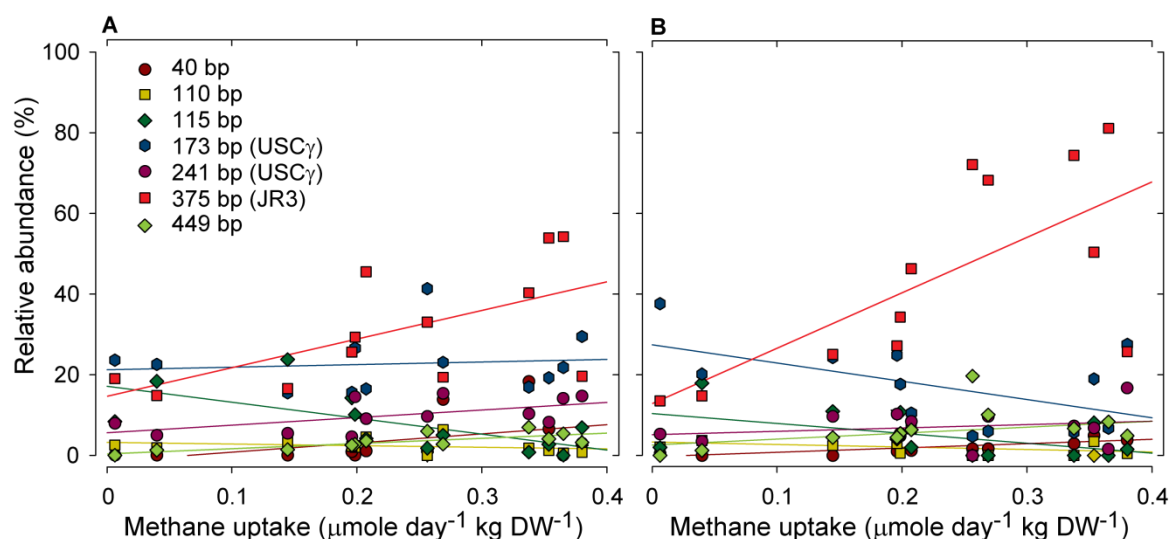 A
B
100
80
60
40
20
0
Relative abundance (%)
40 bp
110 bp
115 bp
173 bp (USCγ)
241 bp (USCγ)
375 bp (JR3)
449 bp
0 0.1 0.2 0.3 0.4
0 0.1 0.2 0.3 0.4
Methane uptake (μmole day⁻¹ kg DW⁻¹)
Methane uptake (μmole day⁻¹ kg DW⁻¹)